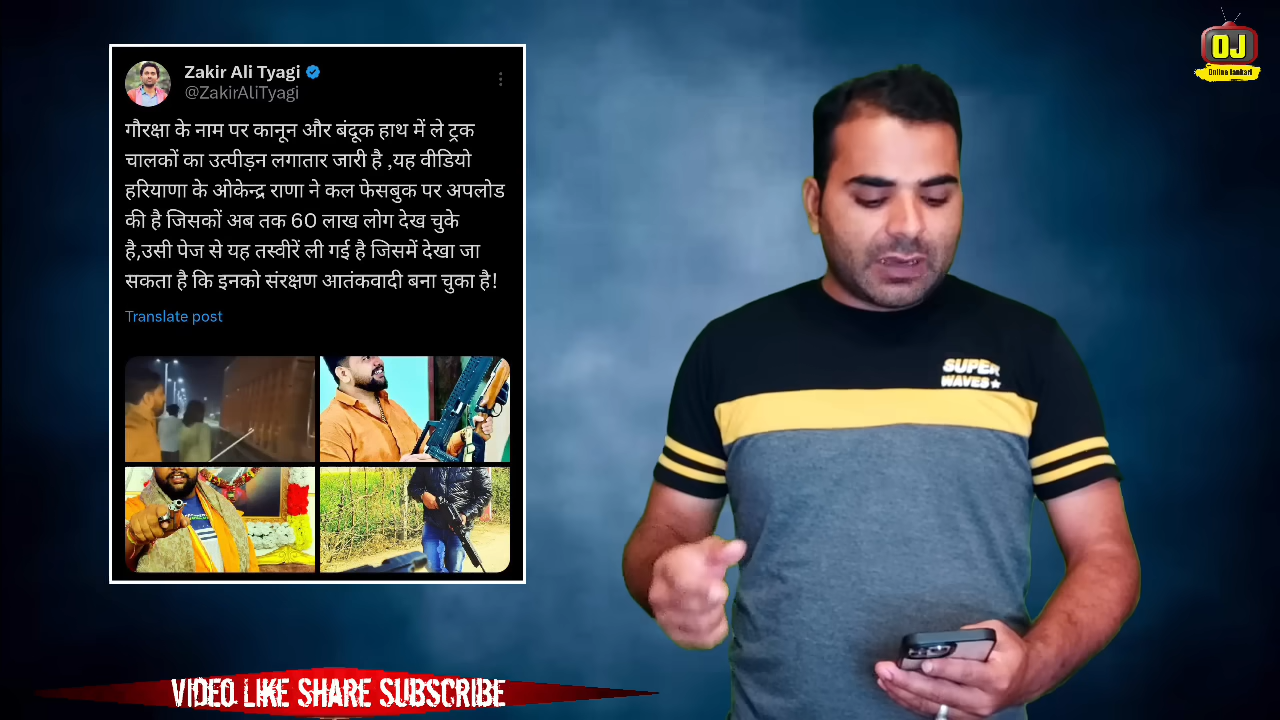 Zakir Ali Tyagi
@ZakirAliTyagi
गौरक्षा के नाम पर कानून और बंदूक हाथ में ले ट्रक
चालकों का उत्पीड़न लगातार जारी है ,यह वीडियो
हरियाणा के ओकेन्द्र राणा ने कल फेसबुक पर अपलोड
की है जिसकों अब तक 60 लाख लोग देख चुके
है,उसी पेज से यह तस्वीरें ली गई है जिसमें देखा जा
सकता है कि इनको संरक्षण आतंकवादी बना चुका है!
Translate post
OJ
Online Jankari
SUPER
WAVES
VIDEO LIKE SHARE SUBSCRIBE